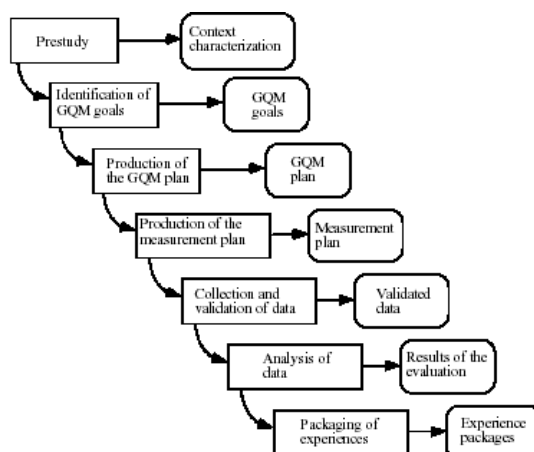 Prestudy
Context
characterization
Identification of
GQM goals
GQM
goals
Production of
the GQM plan
GQM
plan
Production of the
measurement plan
Measurement
plan
Collection and
validation of data
Validated
data
Analysis of
data
Results of the
evaluation
Packaging of
experiences
Experience
packages